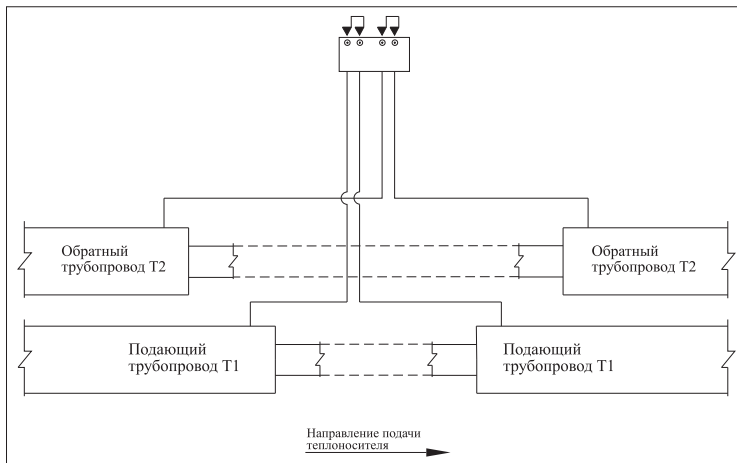 Обратный
трубопровод Т2
Обратный
трубопровод Т2
Подающий
трубопровод Т1
Подающий
трубопровод Т1
Направление подачи
теплоносителя